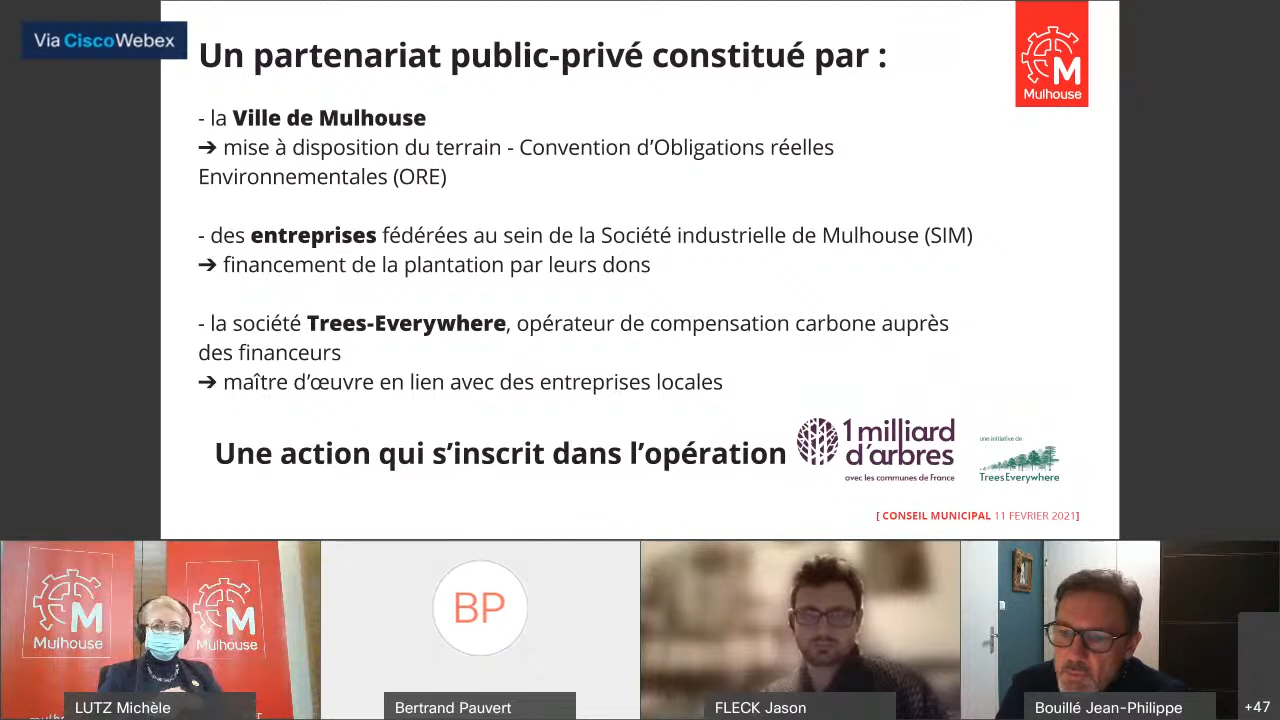 Via Cisco Webex
Un partenariat public-privé constitué par :
M
Mulhouse
- la Ville de Mulhouse
➔ mise à disposition du terrain - Convention d'Obligations réelles
Environnementales (ORE)
- des entreprises fédérées au sein de la Société industrielle de Mulhouse (SIM)
➔ financement de la plantation par leurs dons
- la société Trees-Everywhere, opérateur de compensation carbone auprès
des financeurs
➔ maître d'œuvre en lien avec des entreprises locales
Une action qui s'inscrit dans l'opération
1 milliard
d'arbres
avec les communes de France
une initiative de
TreesEverywhere
[ CONSEIL MUNICIPAL 11 FEVRIER 2021]
M
Mulhouse
M
Mulhouse
BP
LUTZ Michèle
Bertrand Pauvert
FLECK Jason
Bouillé Jean-Philippe
+47